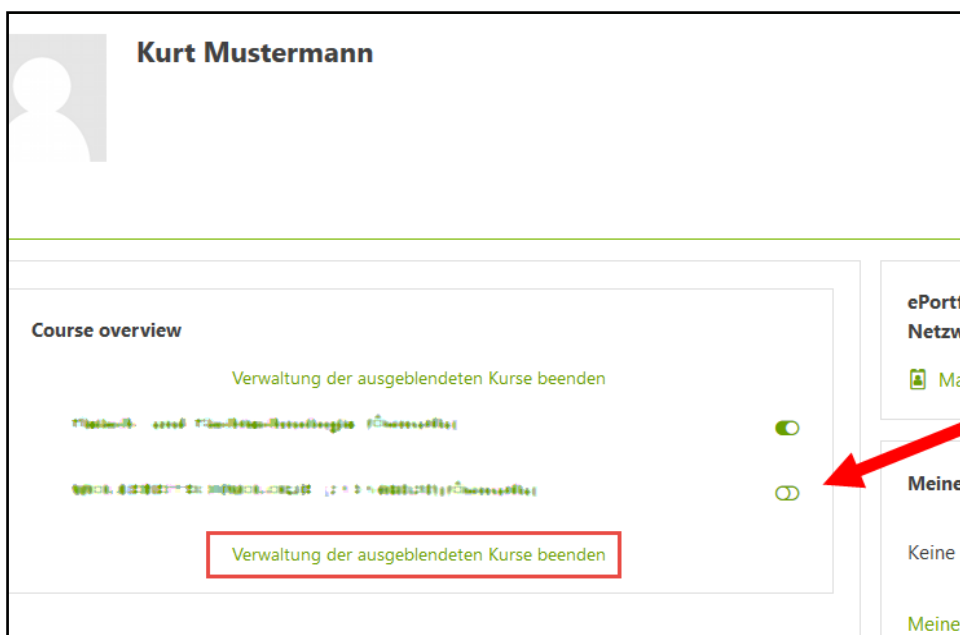 Kurt Mustermann
Course overview
Verwaltung der ausgeblendeten Kurse beenden
Verwaltung der ausgeblendeten Kurse beenden
ePortf
Netzw
Ma
Meine
Keine
Meine